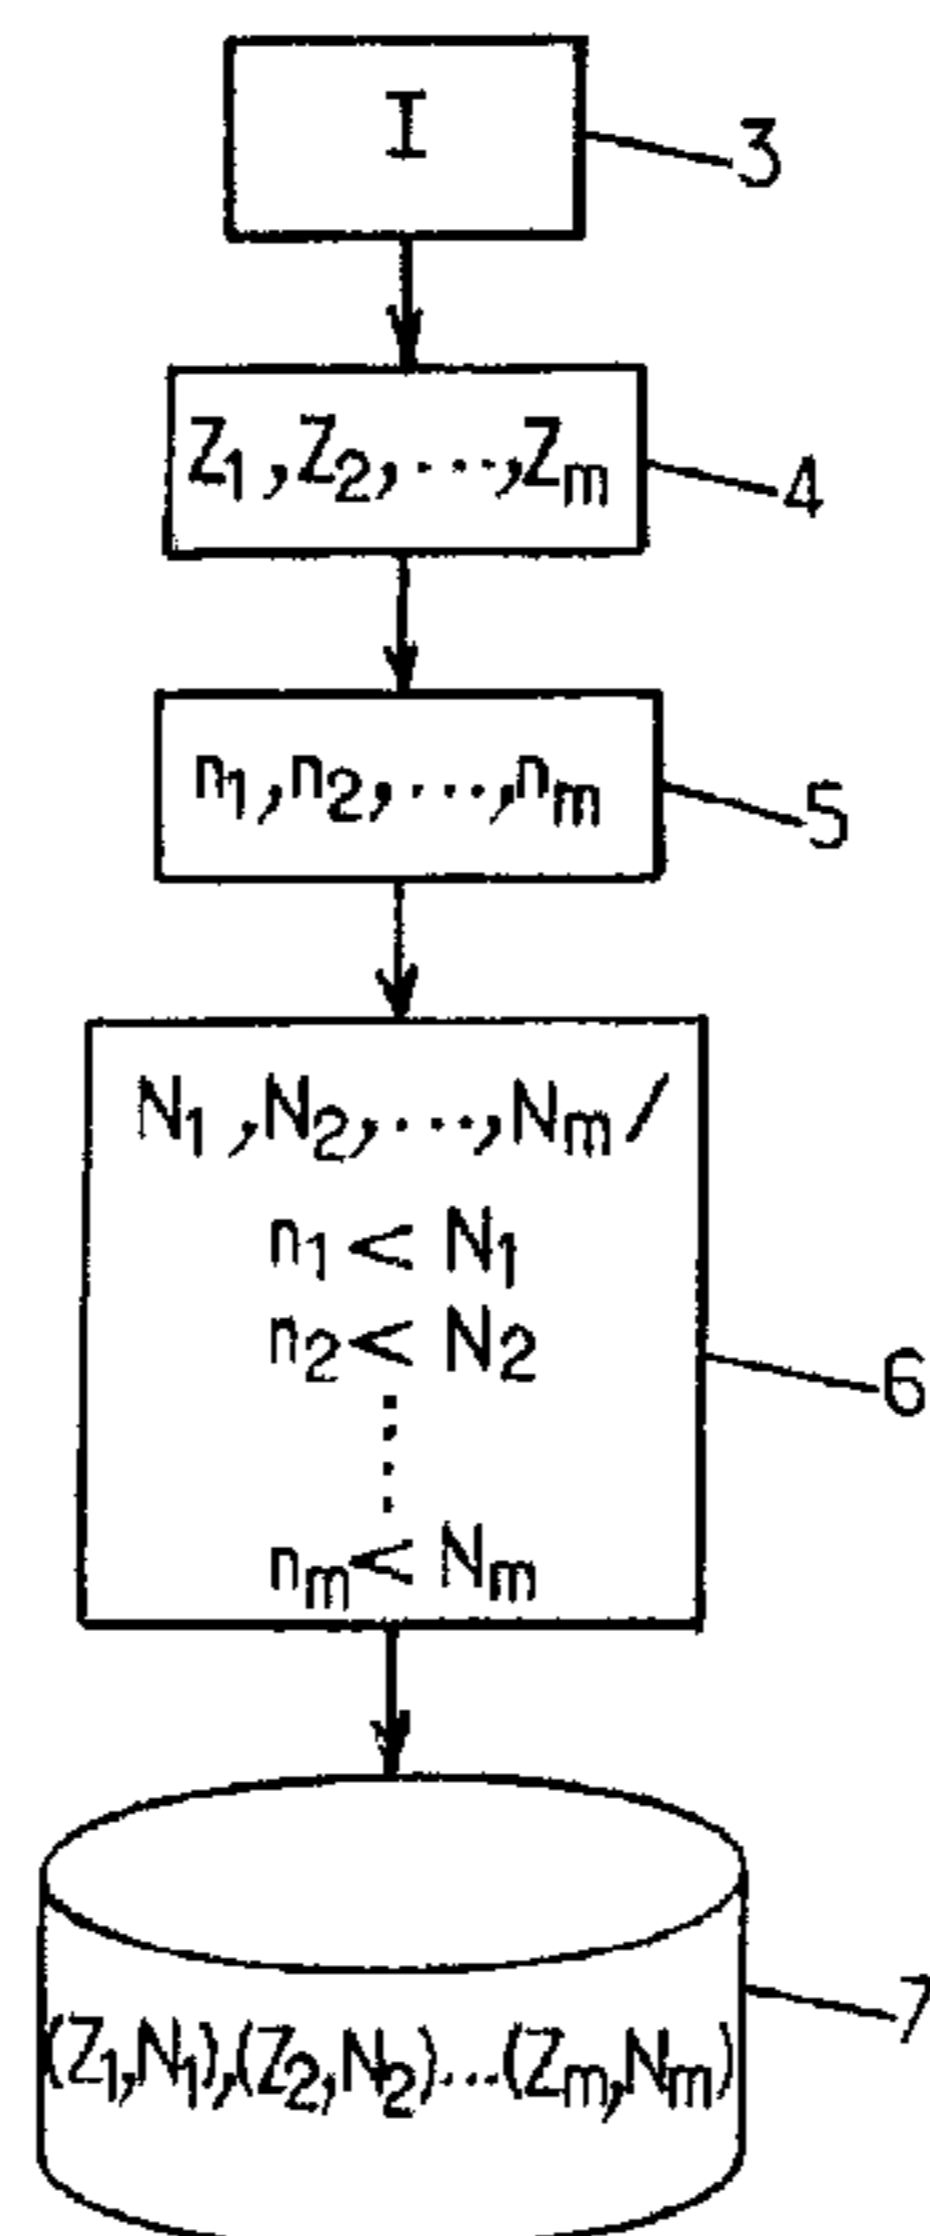 I
3
Z1,Z2,...,Zm
4
n1,n2,...,nm
5
N1,N2,...,Nm/
n1 < N1
n2 < N2
nm < Nm
6
7
(Z1,N1),(Z2,N2)...(Zm,Nm)